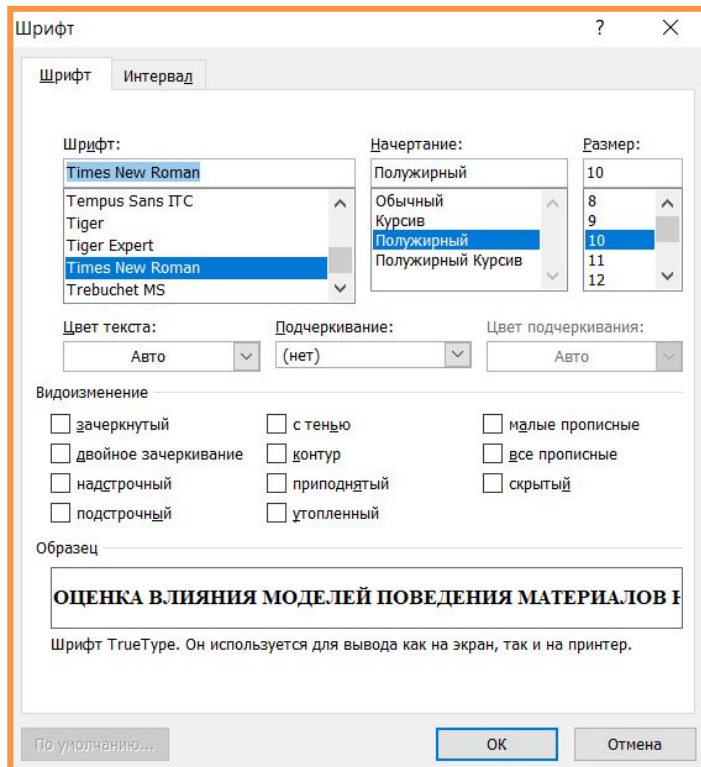 Шрифт ? ×
Шрифт Интервал
Шрифт: Начертание: Размер:
Times New Roman Полужирный 10
Tempus Sans ITC Обычный 8
Tiger Курсив 9
Tiger Expert Полужирный 10
Times New Roman Полужирный Курсив 11
Trebuchet MS 12
Цвет текста: Подчеркивание: Цвет подчеркивания:
Авто (нет) Авто
Видоизменение
зачеркнутый с тенью малые прописные
двойное зачеркивание контур все прописные
надстрочный приподнятый скрытый
подстрочный утопленный
Образец
ОЦЕНКА ВЛИЯНИЯ МОДЕЛЕЙ ПОВЕДЕНИЯ МАТЕРИАЛОВ
Шрифт TrueType. Он используется для вывода как на экран, так и на принтер.
По умолчанию... ОК Отмена